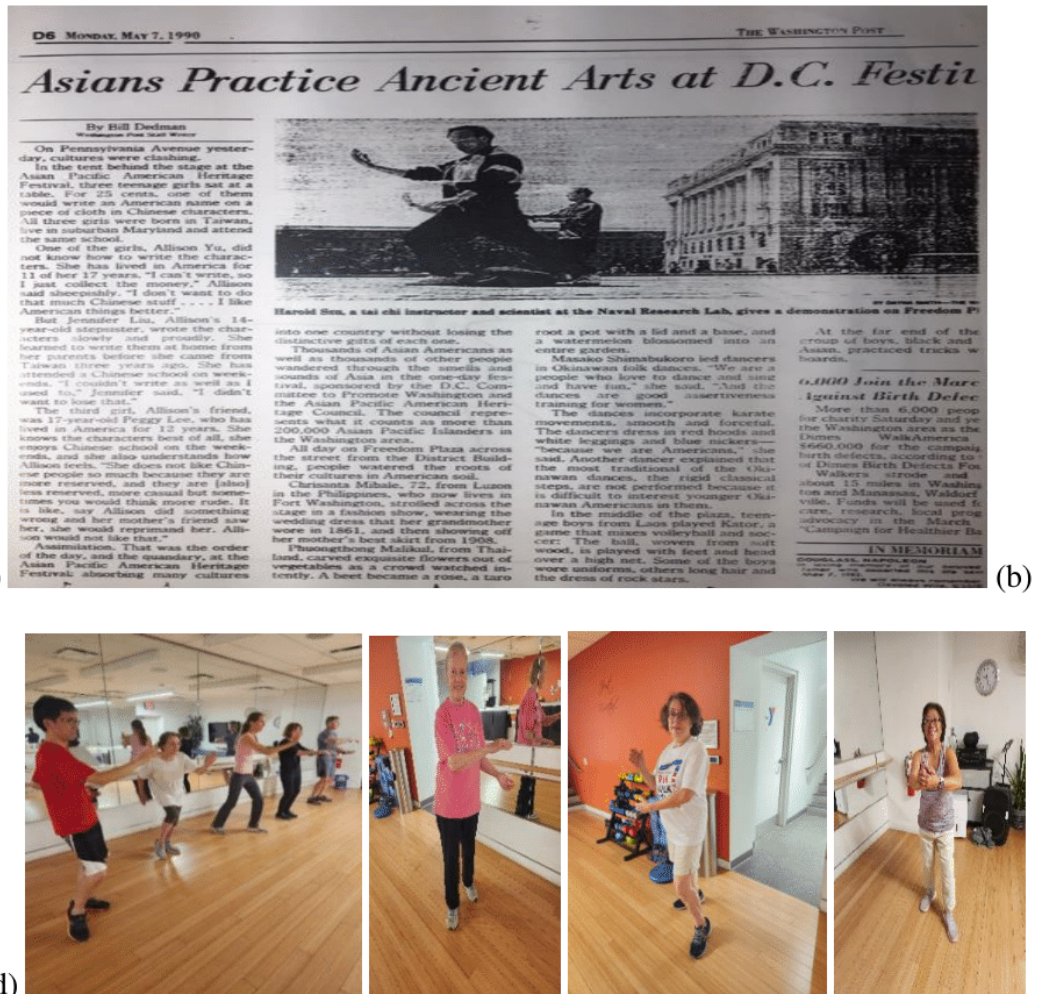 D6 MONDAY, MAY 7, 1990
THE WASHINGTON POST
Asians Practice Ancient Arts at D.C. Festiv
By Bill Dedman
Washington Post Staff Writer
On Pennsylvania Avenue yester-
day, cultures were clashing.
In the tent behind the stage at the
Asian Pacific American Heritage
Festival, three teenage girls sat at a
table. For 25 cents, one of them
would write an American name on a
piece of cloth in Chinese characters.
All three girls were born in Taiwan,
live in suburban Maryland and attend
the same school.
One of the girls, Allison Yu, did
not know how to write the charac-
ters. She has lived in America for
11 of her 17 years. "I can't write, so
I just collect the money," Allison
said sheepishly. "I don't want to do
that much Chinese stuff . . . . I like
American things better."
But Jennifer Liu, Allison's 14-
year-old stepsister, wrote the char-
acters slowly and proudly. She
learned to write them at home from
her parents before she came from
Taiwan three years ago. She has
attended a Chinese school on week-
ends. "I couldn't write as well as I
used to," Jennifer said. "I didn't
want to lose that."
The third girl, Allison's friend,
was 17-year-old Peggy Lee, who has
lived in America for 12 years. She
knows the characters best of all, she
enjoys Chinese school on the week-
ends, and she also understands how
Allison feels. "She does not like Chin-
ese people so much because they are
more reserved, and they are [also]
less reserved, more casual but some-
times you would think more rude. It
is like, say Allison did something
wrong and her mother's friend saw
her, she would reprimand her. Alli-
son would not like that."
Assimilation. That was the order
of the day, and the quandary, at the
Asian Pacific American Heritage
Festival: absorbing many cultures
Harold Sun, a tai chi instructor and scientist at the Naval Research Lab, gives a demonstration on Freedom P
into one country without losing the
distinctive gifts of each one.
Thousands of Asian Americans as
well as thousands of other people
wandered through the smells and
sounds of Asia in the one-day fes-
tival, sponsored by the D.C. Com-
mittee to Promote Washington and
the Asian Pacific American Heri-
tage Council. The council repre-
sents what it counts as more than
200,000 Asian Pacific Islanders in
the Washington area.
All day on Freedom Plaza across
the street from the District Build-
ing, people watered the roots of
their cultures in American soil.
Chrisanta Mibale, 72, from Luzon
in the Philippines, who now lives in
Fort Washington, strolled across the
stage in a fashion show, wearing the
wedding dress that her grandmother
wore in 1861, and then showing off
her mother's best skirt from 1908.
Phuongthong Malikul, from Thai-
land, carved exquisite flowers out of
vegetables as a crowd watched in-
tently. A beet became a rose, a taro
root a pot with a lid and a base, and
a watermelon blossomed into an
entire garden.
Masako Shimabukoro led dancers
in Okinawan folk dances. "We are a
people who love to dance and sing
and have fun," she said. "And the
dances are good assertiveness
training for women."
The dances incorporate karate
movements, smooth and forceful.
The dancers dress in red hoods and
white leggings and blue nickers—
"because we are Americans," she
said. Another dancer explained that
the most traditional of the Oki-
nawan dances, the rigid classical
steps, are not performed because it
is difficult to interest younger Oki-
nawan Americans in them.
In the middle of the plaza, teen-
age boys from Laos played Kator, a
game that mixes volleyball and soc-
cer: The ball, woven from soft
wood, is played with feet and head
over a high net. Some of the boys
wore uniforms, others long hair and
the dress of rock stars.
At the far end of the
group of boys, black and
Asian, practiced tricks w
boards.
0,000 Join the Marc
Against Birth Defec
More than 6,000 peop
for charity Saturday and ye
the Washington area as the
Dimes WalkAmerica
$660,000 for the campaig
birth defects, according to
of Dimes Birth Defects Fou
Walkers strode and
about 15 miles in Washing
ton and Manassas, Waldorf
ville. Funds will be used f
care, research, local prog
advocacy in the March
"Campaign for Healthier Ba
IN MEMORIAM
DOUGLASS, NAPOLEON
(b)
d)